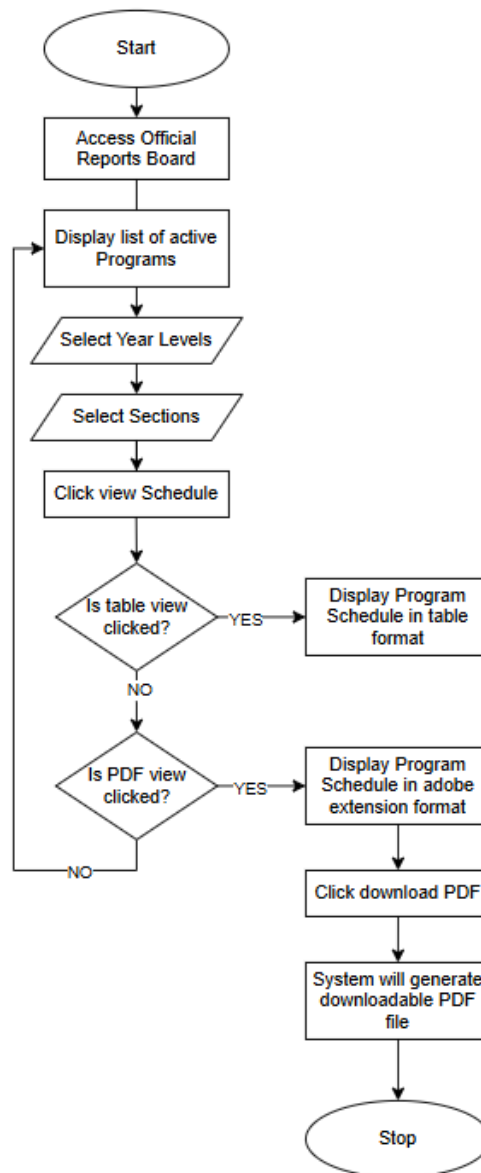 Start
Access Official
Reports Board
Display list of active
Programs
Select Year Levels
Select Sections
Click view Schedule
Is table view
clicked?
YES
Display Program
Schedule in table
format
NO
Is PDF view
clicked?
YES
Display Program
Schedule in adobe
extension format
NO
Click download PDF
System will generate
downloadable PDF
file
Stop